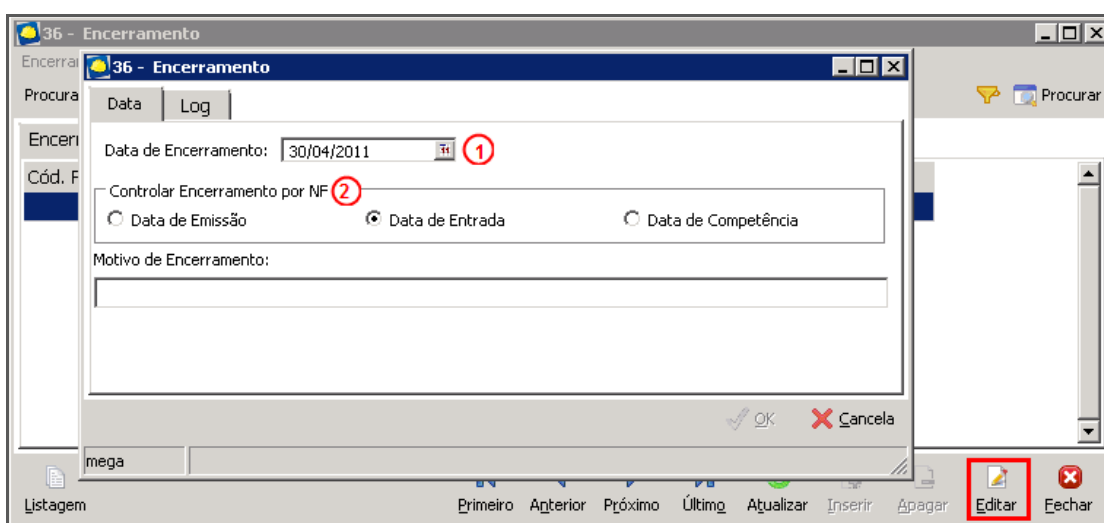 36 - Encerramento
Encerra
36 - Encerramento
Procura
Procurar
Data
Log
Encer
Data de Encerramento: 30/04/2011 1
Cód. F
Controlar Encerramento por NF 2
Data de Emissão
Data de Entrada
Data de Competência
Motivo de Encerramento:
OK
Cancela
mega
Listagem
Primeiro
Anterior
Próximo
Último
Atualizar
Inserir
Apagar
Editar
Fechar